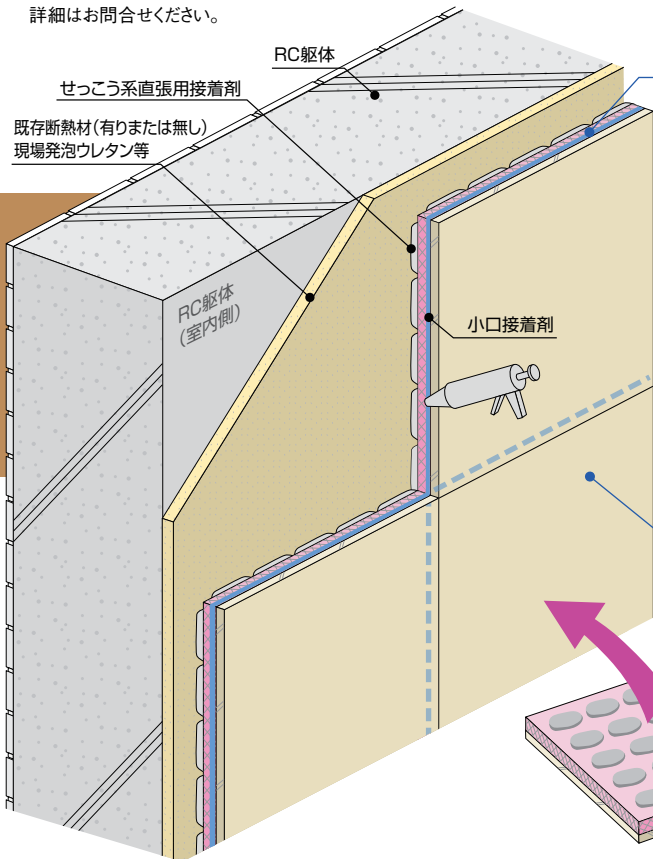 詳細はお問合せください。
RC躯体
せっこう系直張用接着剤
既存断熱材(有りまたは無し)
現場発泡ウレタン等
RC躯体
(室内側)
小口接着剤